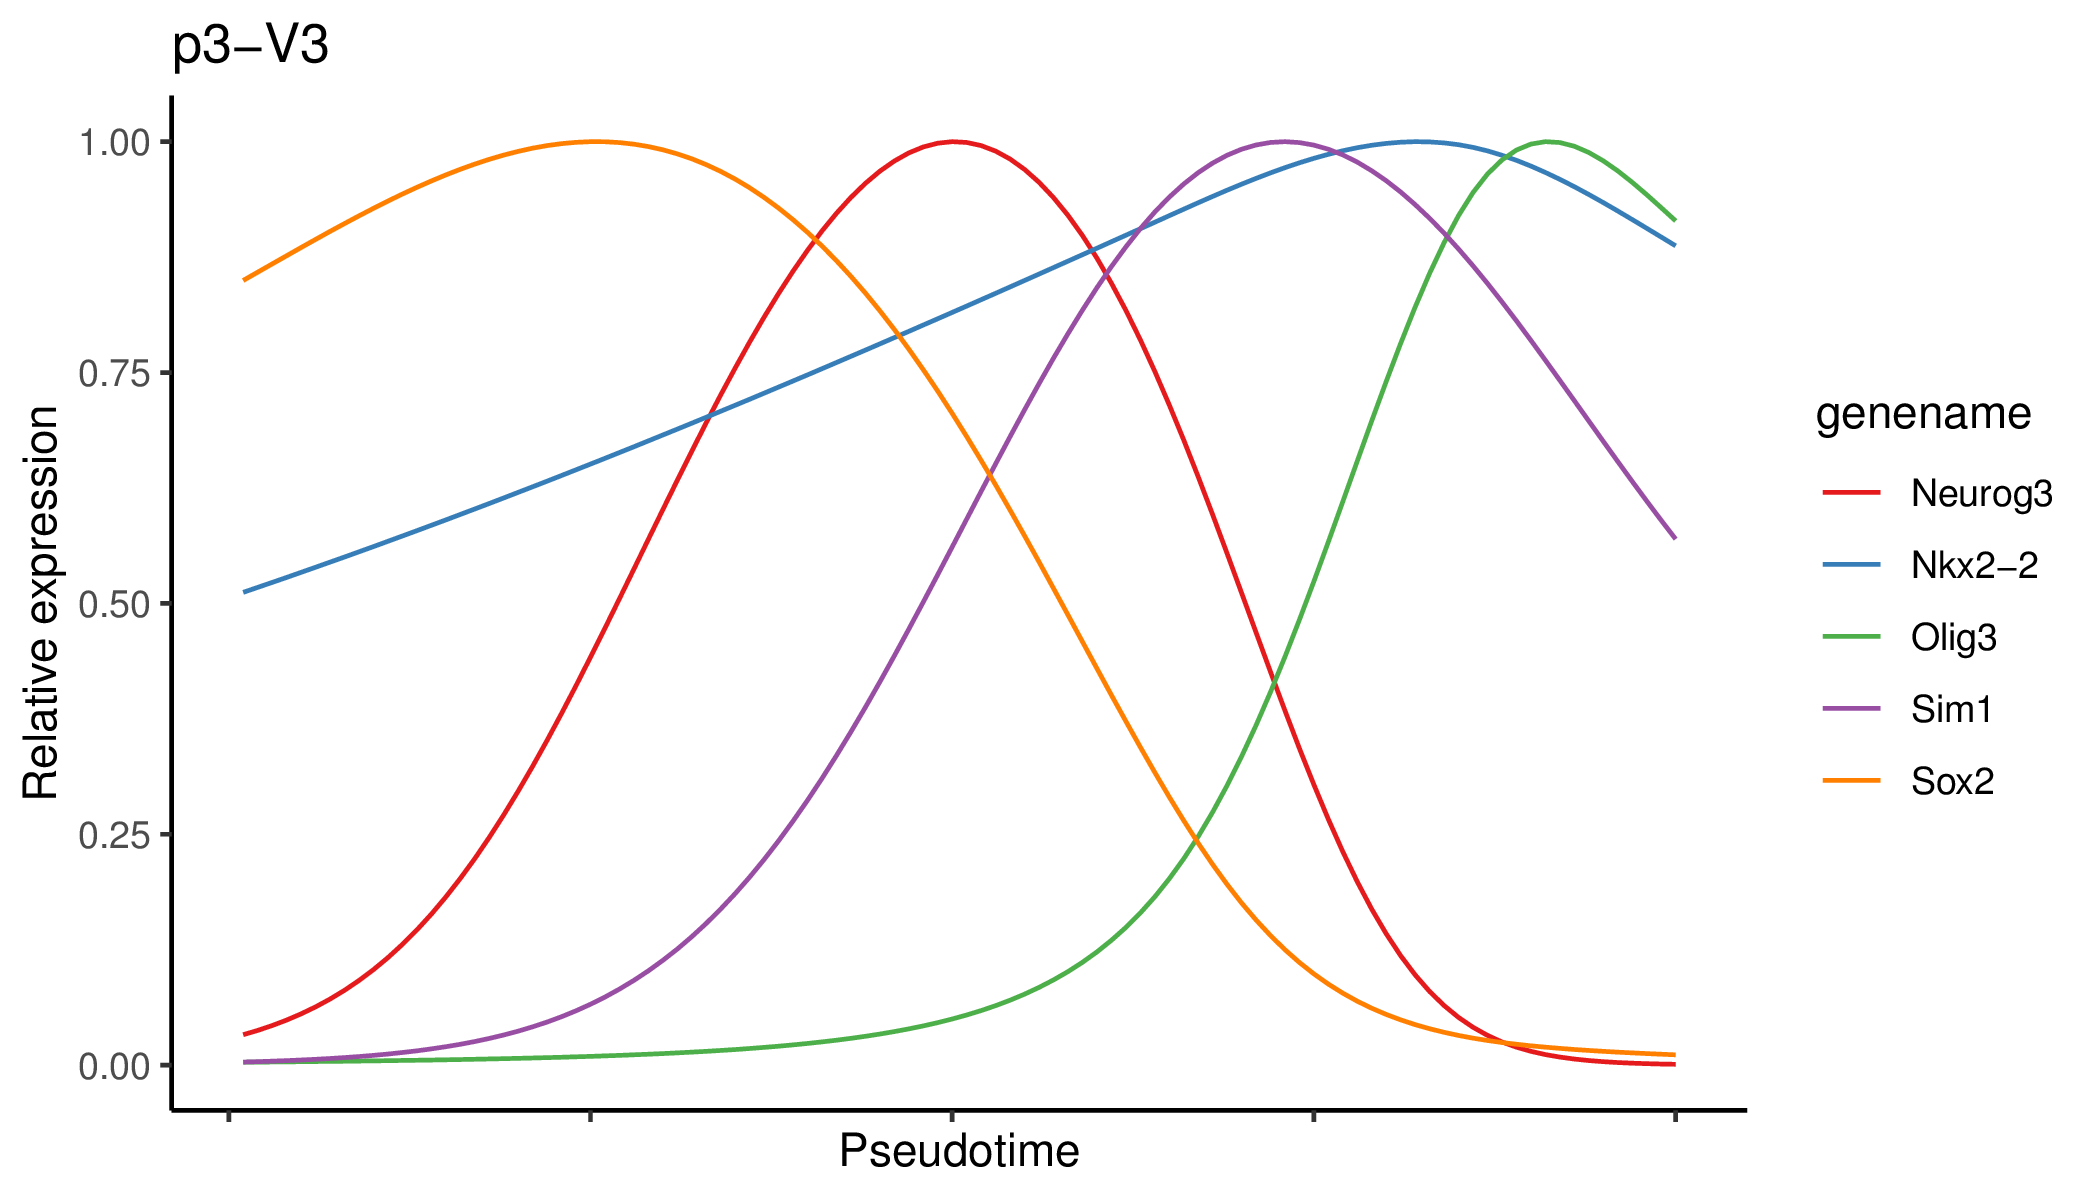 p3−V3
1.00
0.75
0.50
0.25
0.00
Relative expression
Pseudotime
genename
Neurog3
Nkx2−2
Olig3
Sim1
Sox2